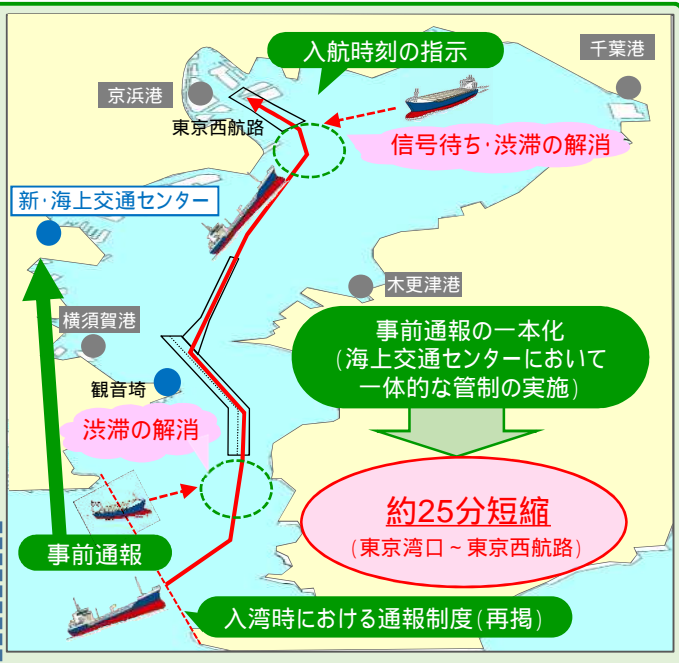 入航時刻の指示
千葉港
京浜港
東京西航路
信号待ち・渋滞の解消
新・海上交通センター
木更津港
横須賀港
事前通報の一本化
(海上交通センターにおいて
一体的な管制の実施)
観音埼
渋滞の解消
約25分短縮
(東京湾口~東京西航路)
事前通報
入湾時における通報制度(再掲)